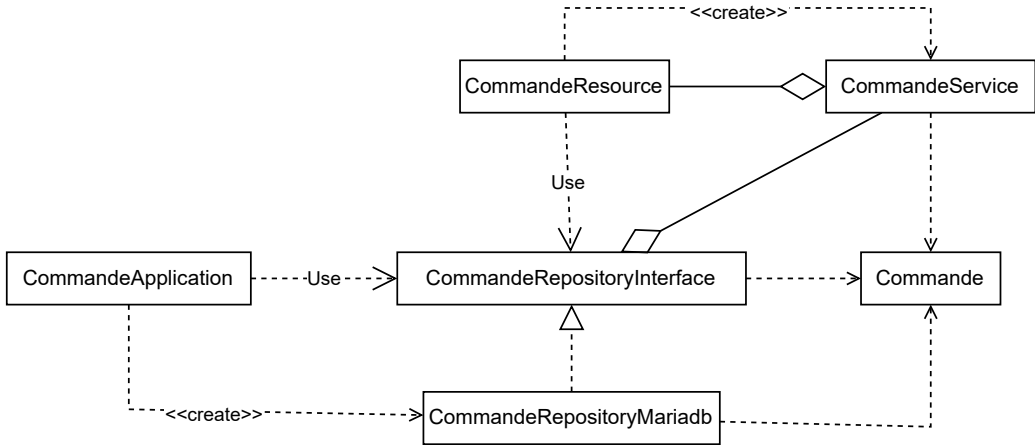 <<create>>
CommandeResource
CommandeService
Use
CommandeApplication
Use
CommandeRepositoryInterface
Commande
<<create>>
CommandeRepositoryMariadb